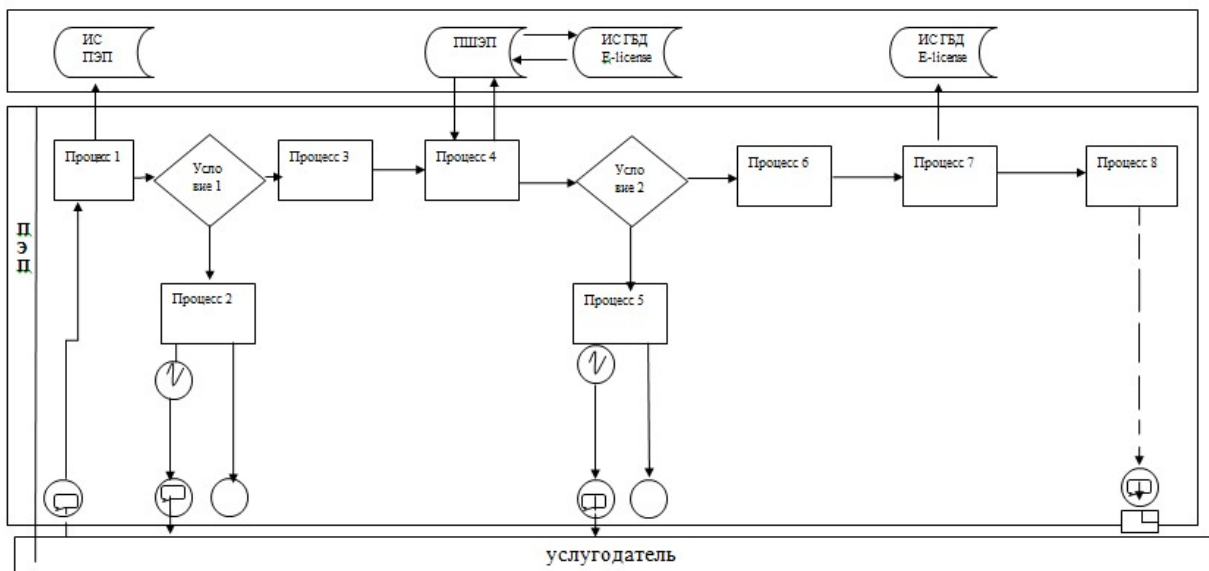 ИС
ПЭП
ПШЭП
ИС ГБД
E-license
ИС ГБД
E-license
Процесс 1
Усло
вие 1
Процесс 3
Процесс 4
Усло
вие 2
Процесс 6
Процесс 7
Процесс 8
П
Э
П
Процесс 2
Процесс 5
услугодатель